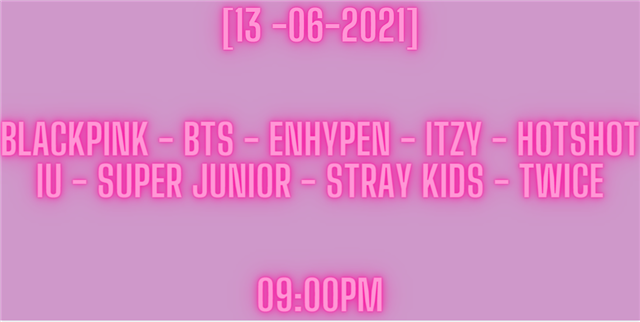 [13 -06-2021]
BLACKPINK - BTS - ENHYPEN - ITZY - HOTSHOT
IU - SUPER JUNIOR - STRAY KIDS - TWICE
09:00PM